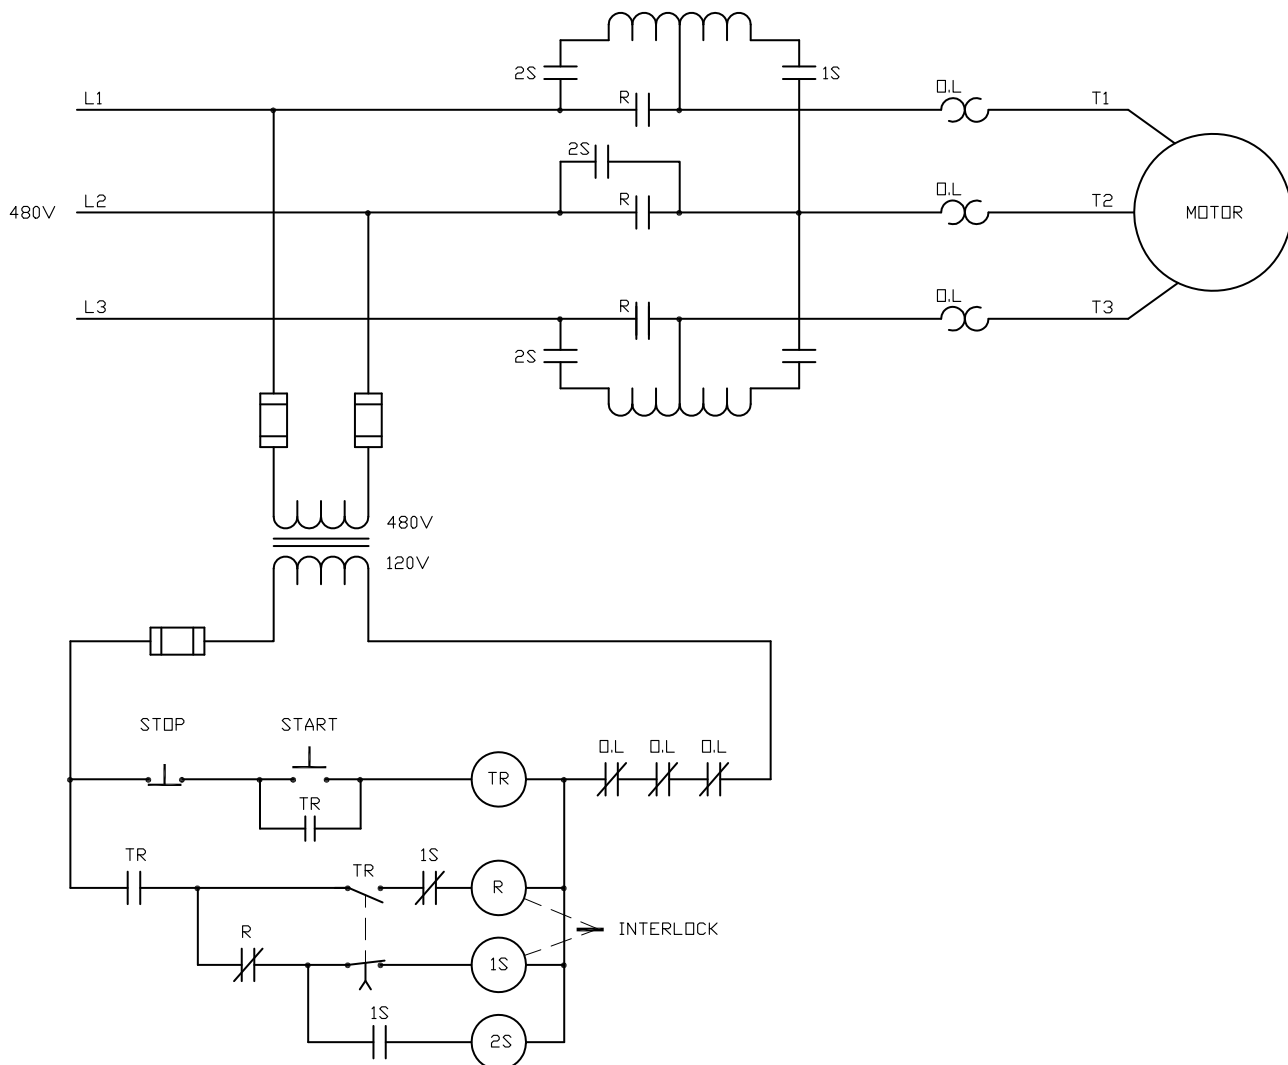 2S
1S
L1
R
O.L
T1
2S
480V
L2
R
O.L
T2
MOTOR
L3
R
O.L
T3
2S
480V
120V
STOP
START
TR
TR
O.L
O.L
O.L
TR
TR
1S
R
R
INTERLOCK
1S
1S
2S